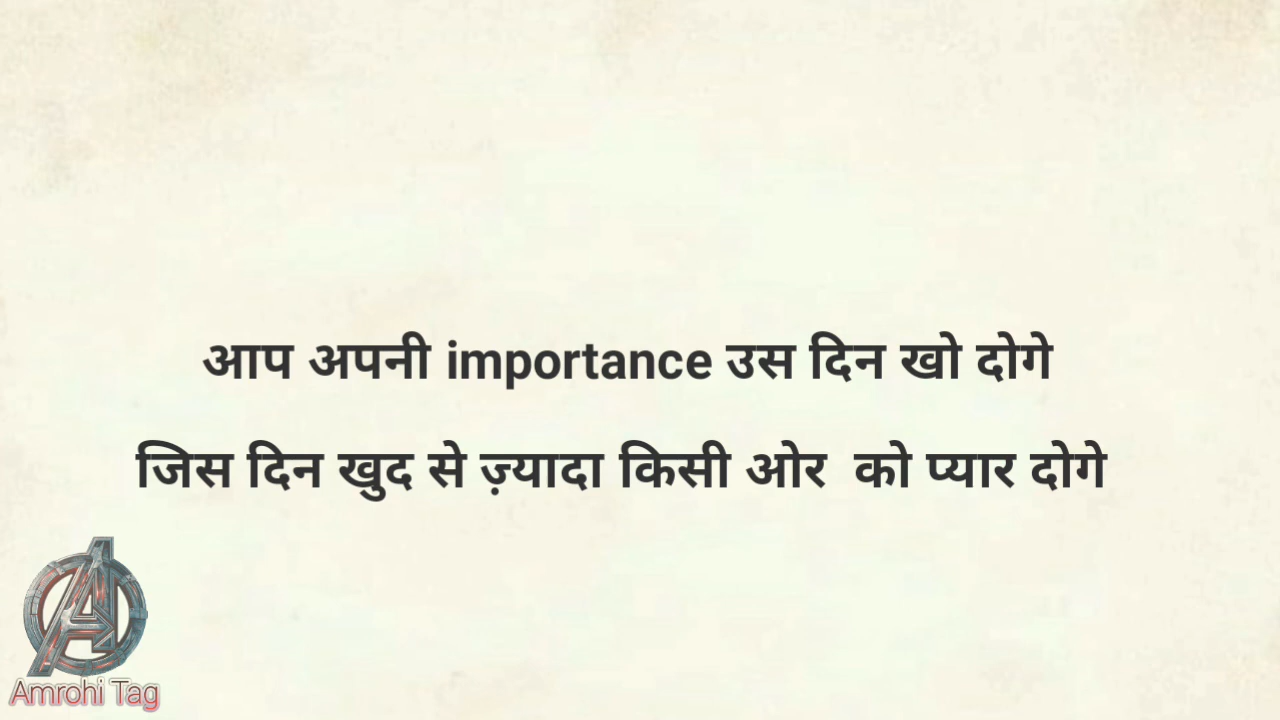 आप अपनी importance उस दिन खो दोगे
जिस दिन खुद से ज़्यादा किसी ओर को प्यार दोगे
Amrohi Tag